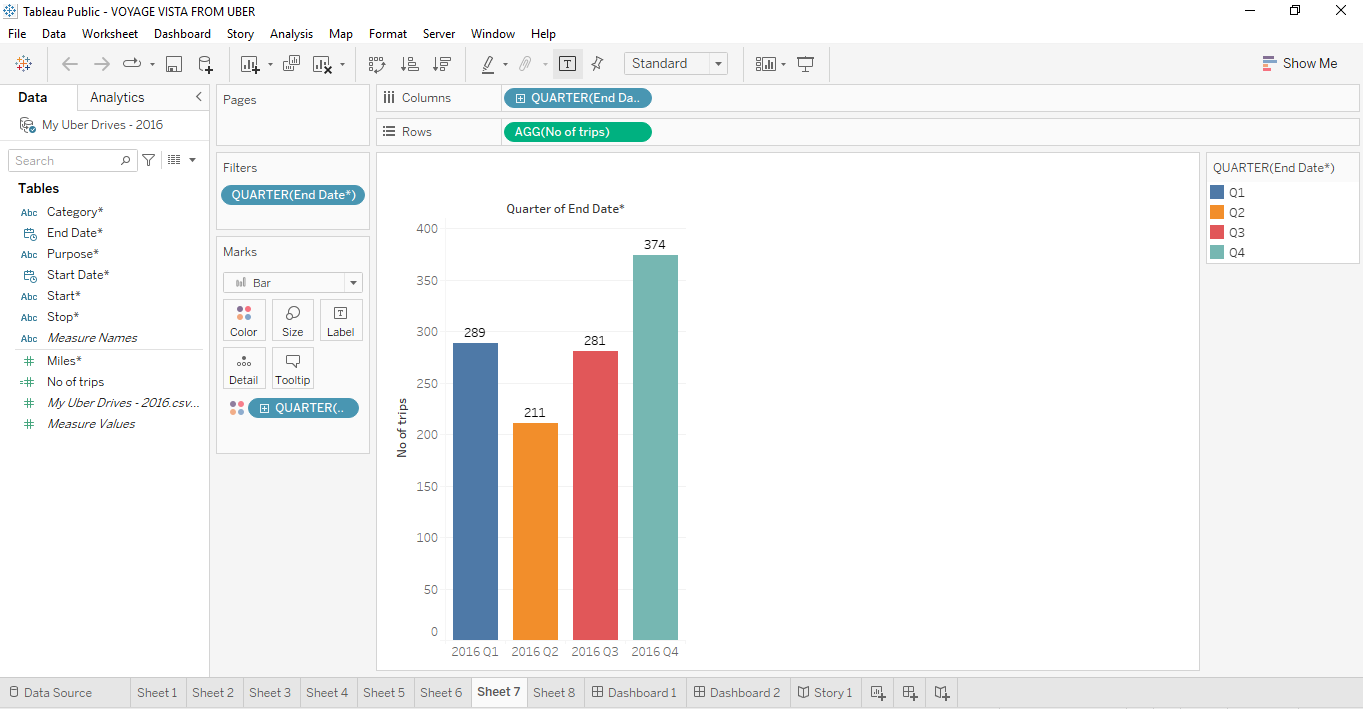 Tableau Public - VOYAGE VISTA FROM UBER
File Data Worksheet Dashboard Story Analysis Map Format Server Window Help
Standard
Show Me
Data Analytics
My Uber Drives - 2016
Search
Tables
Abc Category*
End Date*
Abc Purpose*
Start Date*
Abc Start*
Abc Stop*
Abc Measure Names
Miles*
No of trips
My Uber Drives - 2016.csv...
Measure Values
Pages
Filters
QUARTER(End Date*)
Marks
Bar
Color Size Label
Detail Tooltip
QUARTER(..
Columns QUARTER(End Da..
Rows AGG(No of trips)
Quarter of End Date*
No of trips
400
350
300
250
200
150
100
50
0
289
211
281
374
2016 Q1 2016 Q2 2016 Q3 2016 Q4
QUARTER(End Date*)
Q1
Q2
Q3
Q4
Data Source Sheet 1 Sheet 2 Sheet 3 Sheet 4 Sheet 5 Sheet 6 Sheet 7 Sheet 8 Dashboard 1 Dashboard 2 Story 1